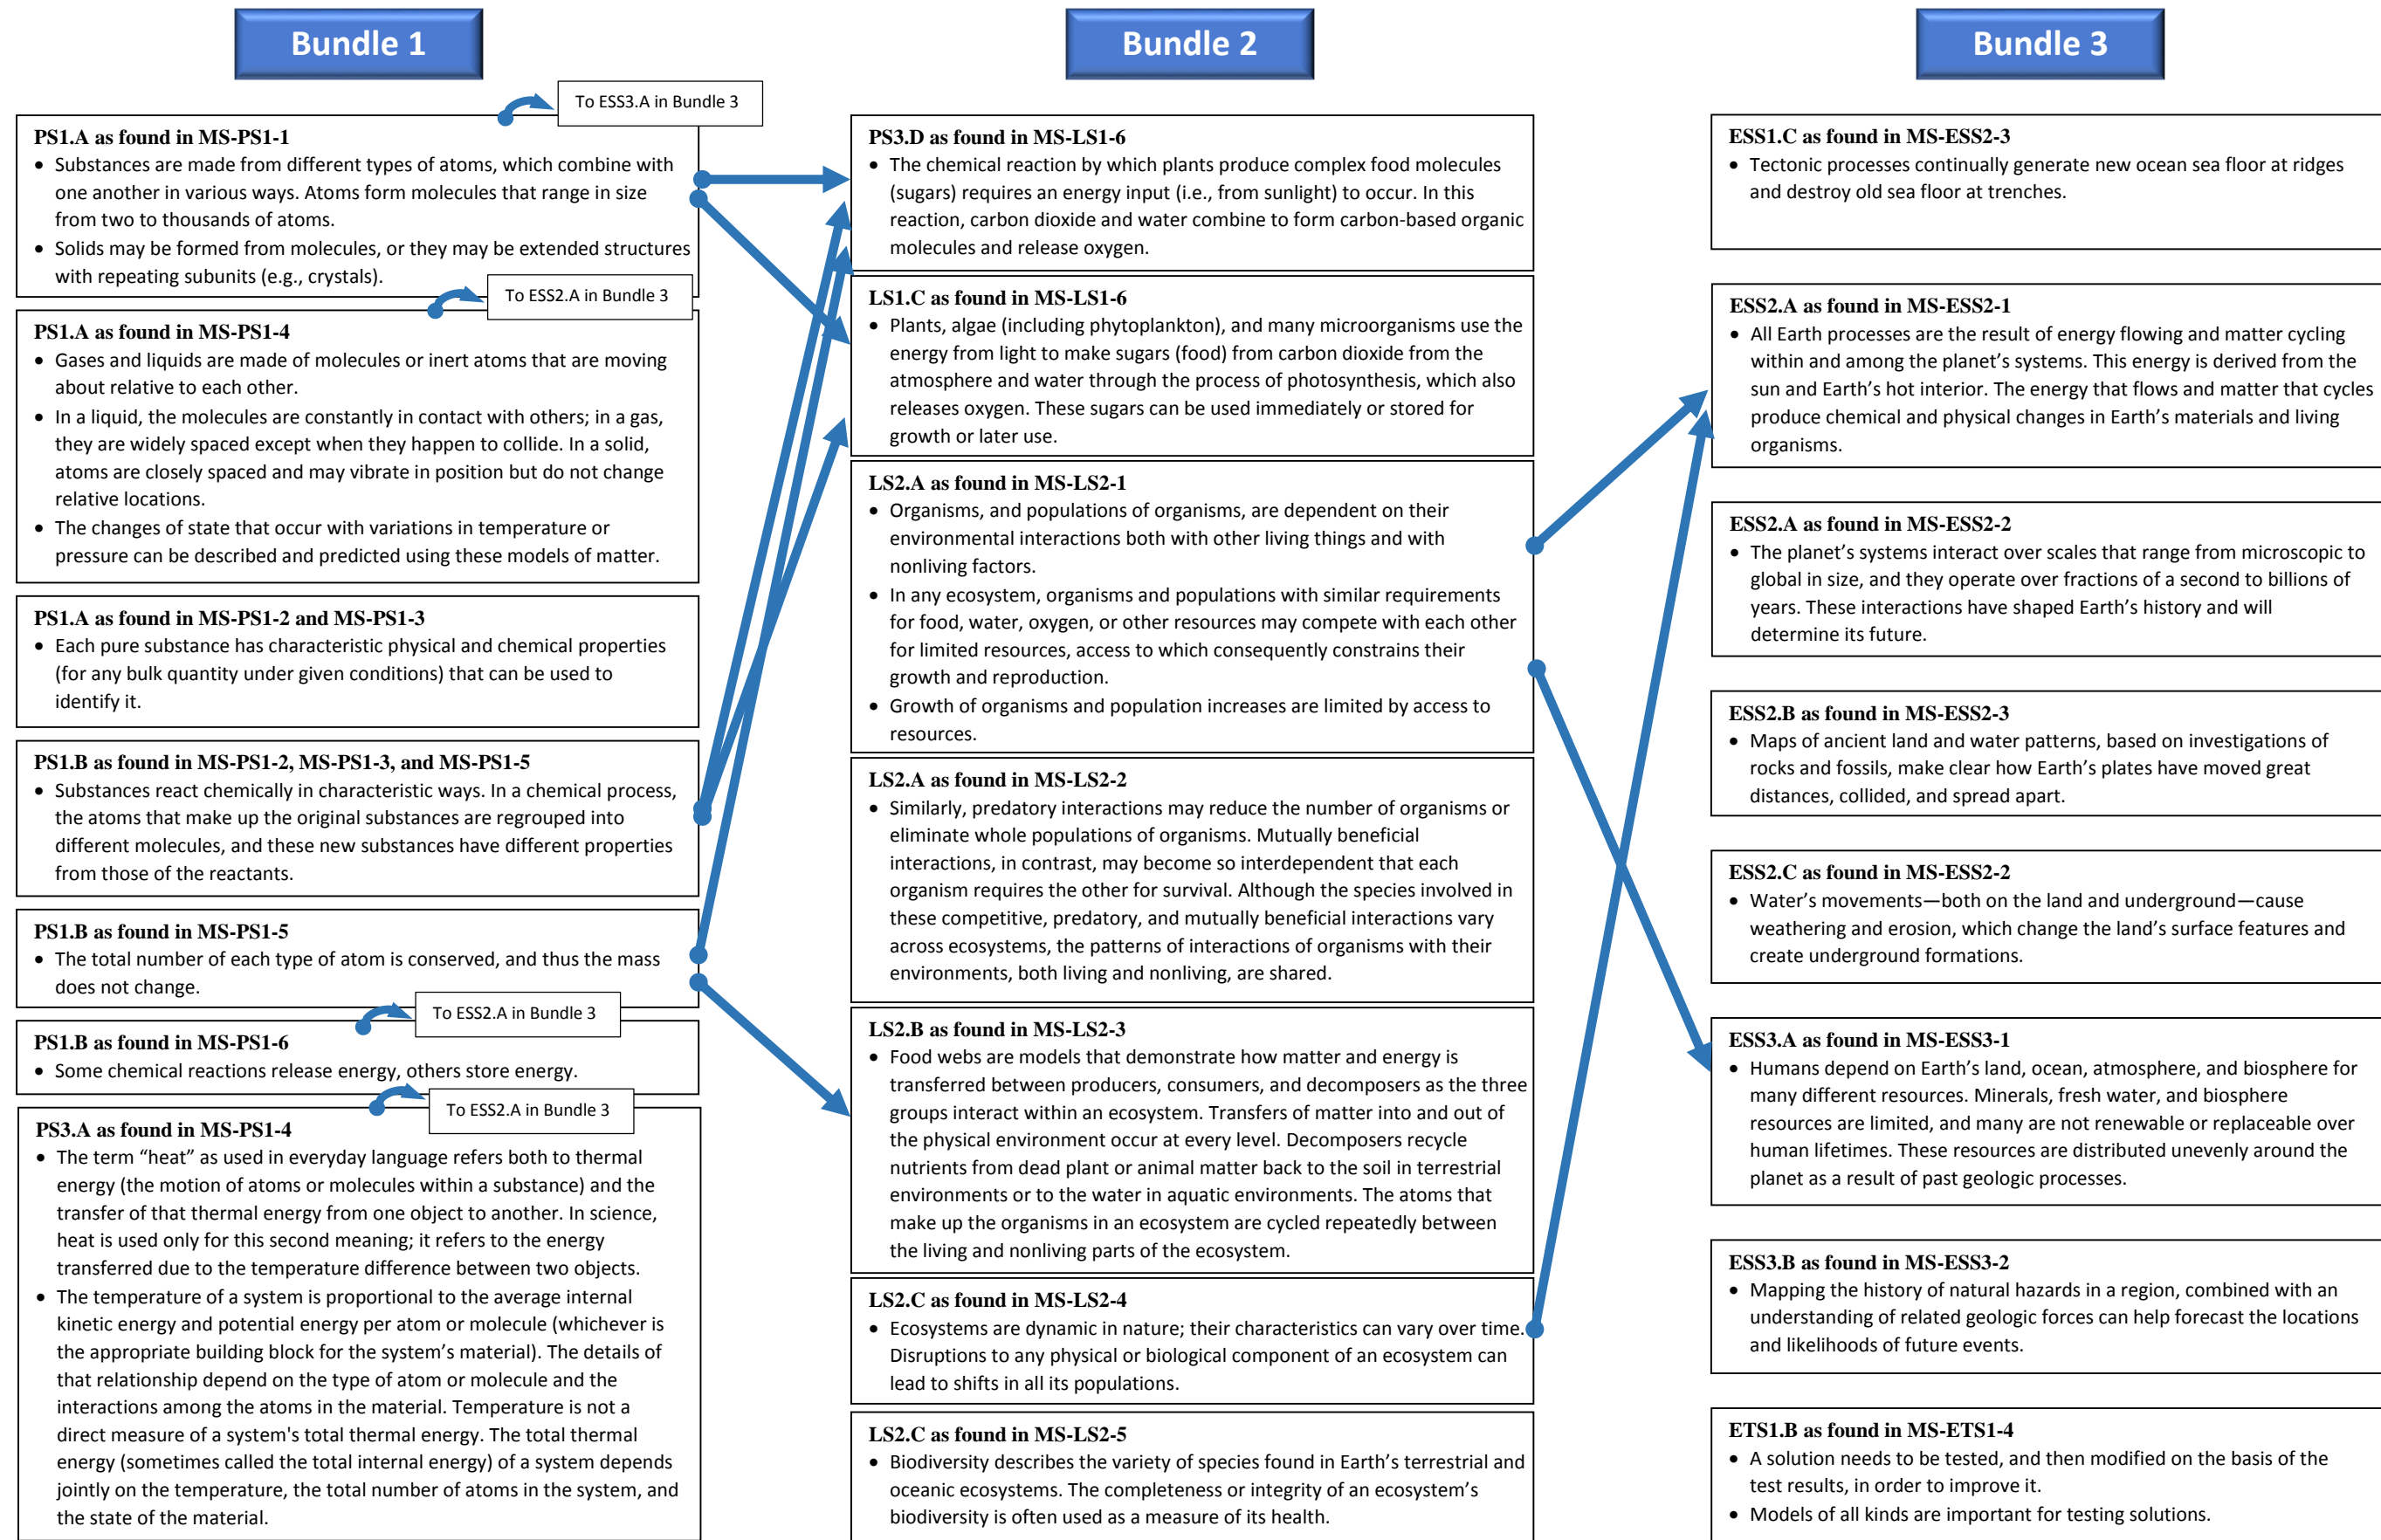 Bundle 1
To ESS3.A in Bundle 3
PS1.A as found in MS-PS1-1
• Substances are made from different types of atoms, which combine with
one another in various ways. Atoms form molecules that range in size
from two to thousands of atoms.
• Solids may be formed from molecules, or they may be extended structures
with repeating subunits (e.g., crystals).
To ESS2.A in Bundle 3
PS1.A as found in MS-PS1-4
• Gases and liquids are made of molecules or inert atoms that are moving
about relative to each other.
• In a liquid, the molecules are constantly in contact with others; in a gas,
they are widely spaced except when they happen to collide. In a solid,
atoms are closely spaced and may vibrate in position but do not change
relative locations.
• The changes of state that occur with variations in temperature or
pressure can be described and predicted using these models of matter.
PS1.A as found in MS-PS1-2 and MS-PS1-3
• Each pure substance has characteristic physical and chemical properties
(for any bulk quantity under given conditions) that can be used to
identify it.
PS1.B as found in MS-PS1-2, MS-PS1-3, and MS-PS1-5
• Substances react chemically in characteristic ways. In a chemical process,
the atoms that make up the original substances are regrouped into
different molecules, and these new substances have different properties
from those of the reactants.
PS1.B as found in MS-PS1-5
• The total number of each type of atom is conserved, and thus the mass
does not change.
To ESS2.A in Bundle 3
PS1.B as found in MS-PS1-6
• Some chemical reactions release energy, others store energy.
To ESS2.A in Bundle 3
PS3.A as found in MS-PS1-4
• The term “heat” as used in everyday language refers both to thermal
energy (the motion of atoms or molecules within a substance) and the
transfer of that thermal energy from one object to another. In science,
heat is used only for this second meaning; it refers to the energy
transferred due to the temperature difference between two objects.
• The temperature of a system is proportional to the average internal
kinetic energy and potential energy per atom or molecule (whichever is
the appropriate building block for the system’s material). The details of
that relationship depend on the type of atom or molecule and the
interactions among the atoms in the material. Temperature is not a
direct measure of a system's total thermal energy. The total thermal
energy (sometimes called the total internal energy) of a system depends
jointly on the temperature, the total number of atoms in the system, and
the state of the material.
Bundle 2
PS3.D as found in MS-LS1-6
• The chemical reaction by which plants produce complex food molecules
(sugars) requires an energy input (i.e., from sunlight) to occur. In this
reaction, carbon dioxide and water combine to form carbon-based organic
molecules and release oxygen.
LS1.C as found in MS-LS1-6
• Plants, algae (including phytoplankton), and many microorganisms use the
energy from light to make sugars (food) from carbon dioxide from the
atmosphere and water through the process of photosynthesis, which also
releases oxygen. These sugars can be used immediately or stored for
growth or later use.
LS2.A as found in MS-LS2-1
• Organisms, and populations of organisms, are dependent on their
environmental interactions both with other living things and with
nonliving factors.
• In any ecosystem, organisms and populations with similar requirements
for food, water, oxygen, or other resources may compete with each other
for limited resources, access to which consequently constrains their
growth and reproduction.
• Growth of organisms and population increases are limited by access to
resources.
LS2.A as found in MS-LS2-2
• Similarly, predatory interactions may reduce the number of organisms or
eliminate whole populations of organisms. Mutually beneficial
interactions, in contrast, may become so interdependent that each
organism requires the other for survival. Although the species involved in
these competitive, predatory, and mutually beneficial interactions vary
across ecosystems, the patterns of interactions of organisms with their
environments, both living and nonliving, are shared.
LS2.B as found in MS-LS2-3
• Food webs are models that demonstrate how matter and energy is
transferred between producers, consumers, and decomposers as the three
groups interact within an ecosystem. Transfers of matter into and out of
the physical environment occur at every level. Decomposers recycle
nutrients from dead plant or animal matter back to the soil in terrestrial
environments or to the water in aquatic environments. The atoms that
make up the organisms in an ecosystem are cycled repeatedly between
the living and nonliving parts of the ecosystem.
LS2.C as found in MS-LS2-4
• Ecosystems are dynamic in nature; their characteristics can vary over time.
Disruptions to any physical or biological component of an ecosystem can
lead to shifts in all its populations.
LS2.C as found in MS-LS2-5
• Biodiversity describes the variety of species found in Earth’s terrestrial and
oceanic ecosystems. The completeness or integrity of an ecosystem’s
biodiversity is often used as a measure of its health.
Bundle 3
ESS1.C as found in MS-ESS2-3
• Tectonic processes continually generate new ocean sea floor at ridges
and destroy old sea floor at trenches.
ESS2.A as found in MS-ESS2-1
• All Earth processes are the result of energy flowing and matter cycling
within and among the planet’s systems. This energy is derived from the
sun and Earth’s hot interior. The energy that flows and matter that cycles
produce chemical and physical changes in Earth’s materials and living
organisms.
ESS2.A as found in MS-ESS2-2
• The planet’s systems interact over scales that range from microscopic to
global in size, and they operate over fractions of a second to billions of
years. These interactions have shaped Earth’s history and will
determine its future.
ESS2.B as found in MS-ESS2-3
• Maps of ancient land and water patterns, based on investigations of
rocks and fossils, make clear how Earth’s plates have moved great
distances, collided, and spread apart.
ESS2.C as found in MS-ESS2-2
• Water’s movements—both on the land and underground—cause
weathering and erosion, which change the land’s surface features and
create underground formations.
ESS3.A as found in MS-ESS3-1
• Humans depend on Earth’s land, ocean, atmosphere, and biosphere for
many different resources. Minerals, fresh water, and biosphere
resources are limited, and many are not renewable or replaceable over
human lifetimes. These resources are distributed unevenly around the
planet as a result of past geologic processes.
ESS3.B as found in MS-ESS3-2
• Mapping the history of natural hazards in a region, combined with an
understanding of related geologic forces can help forecast the locations
and likelihoods of future events.
ETS1.B as found in MS-ETS1-4
• A solution needs to be tested, and then modified on the basis of the
test results, in order to improve it.
• Models of all kinds are important for testing solutions.